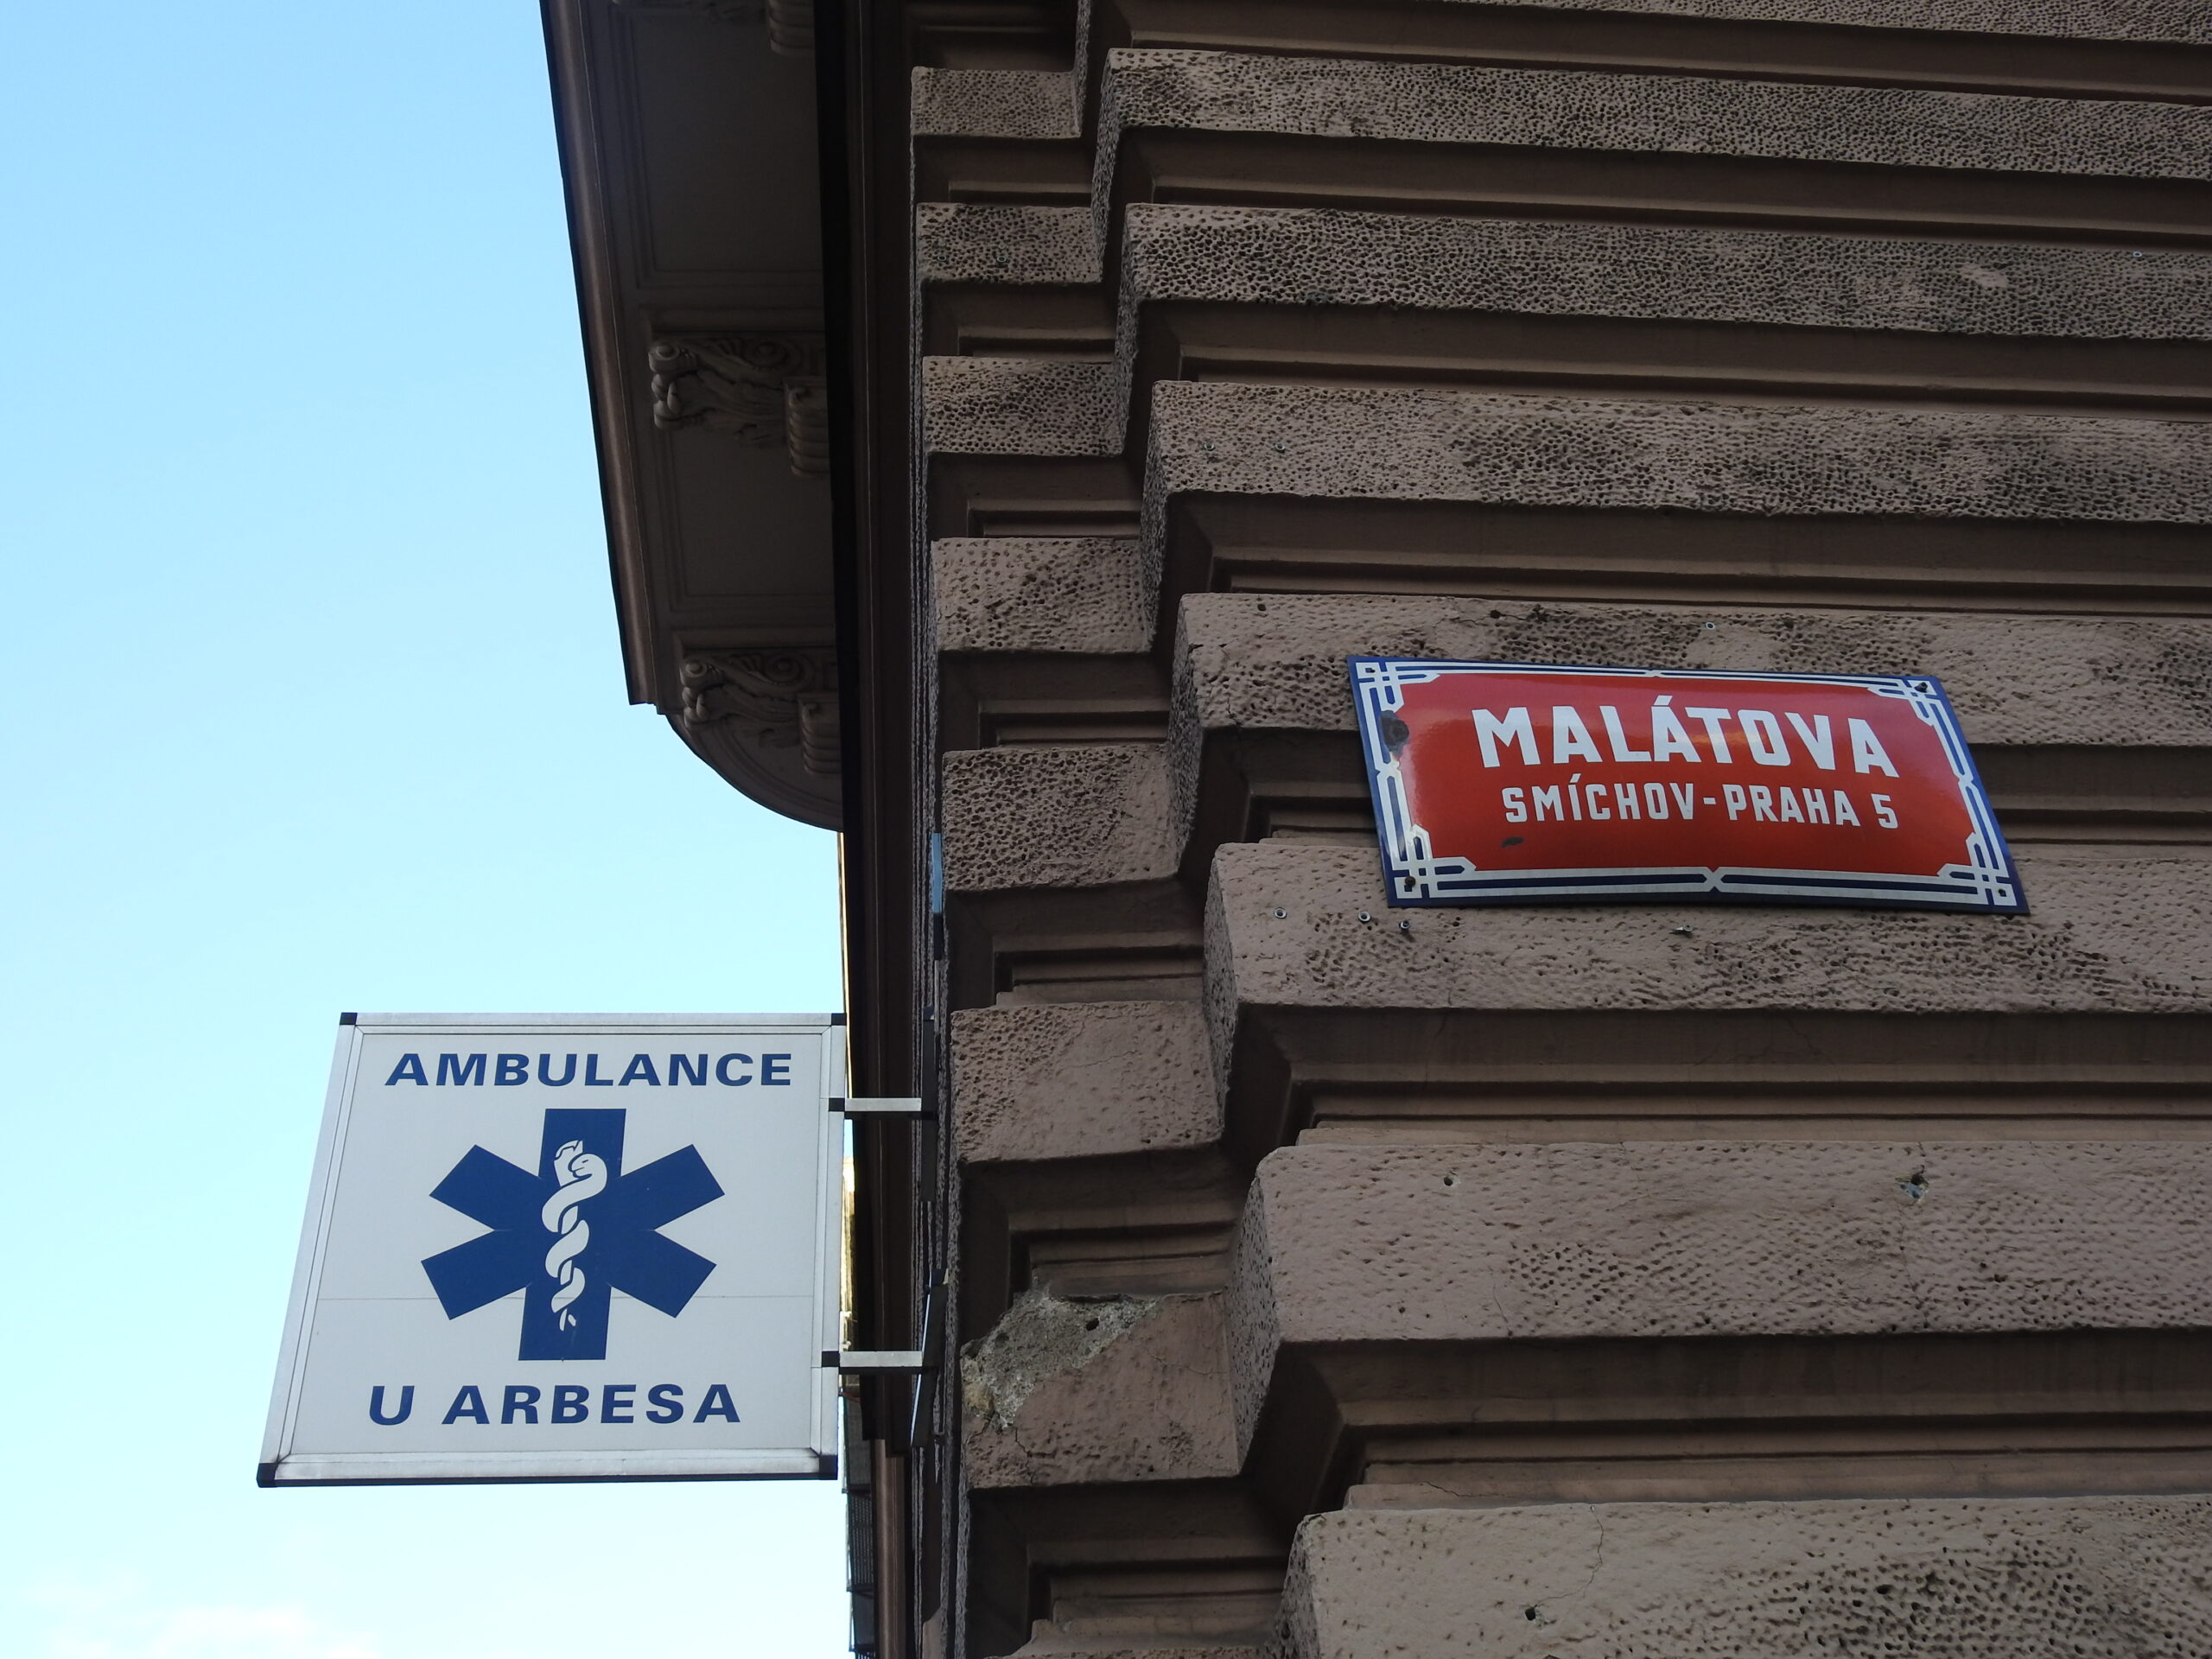 AMBULANCE
U ARBESA
MALÁTOVA
SMÍCHOV-PRAHA 5